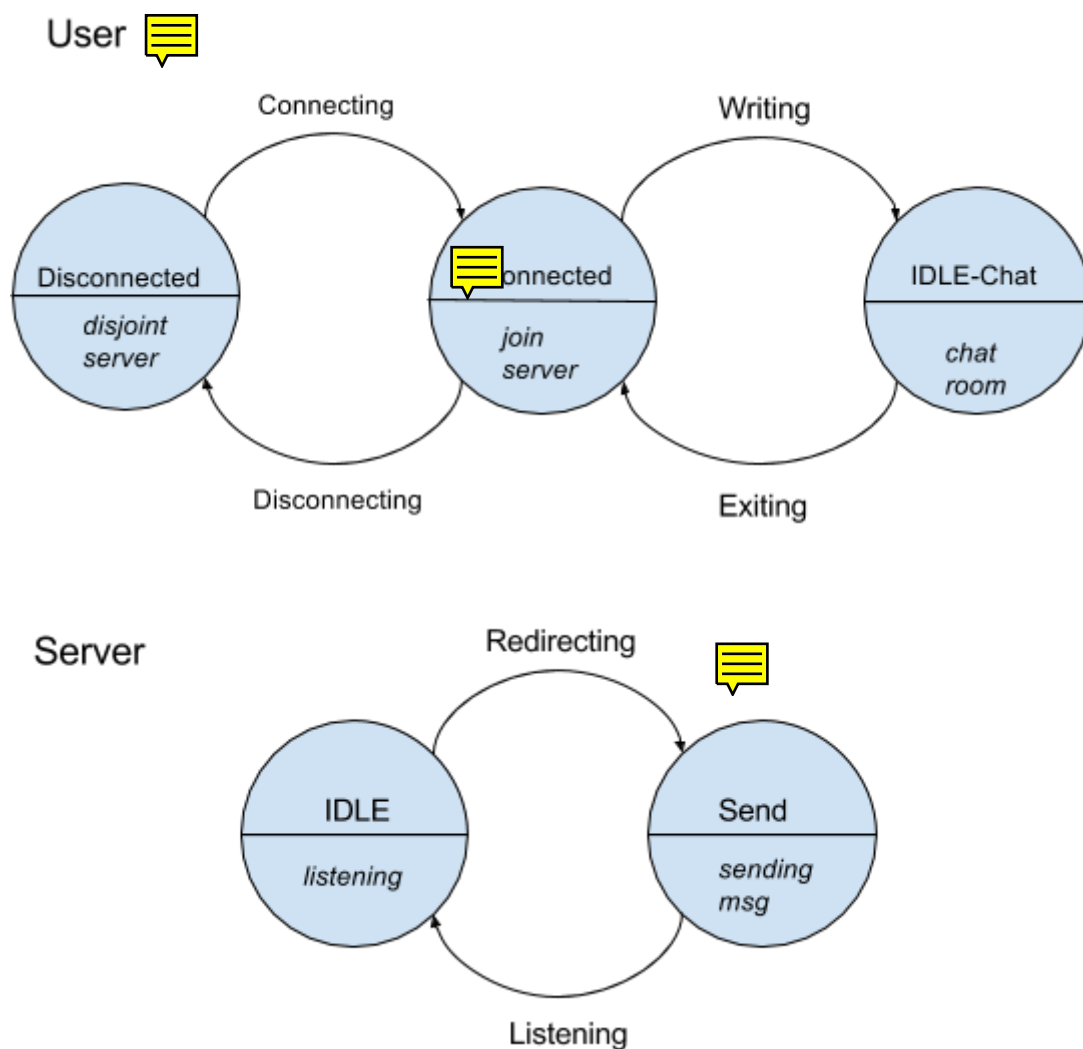 User
Connecting
Writing
Disconnected
onnected
IDLE-Chat
disjoint
server
join
server
chat
room
Disconnecting
Exiting
Server
Redirecting
IDLE
Send
listening
sending
msg
Listening